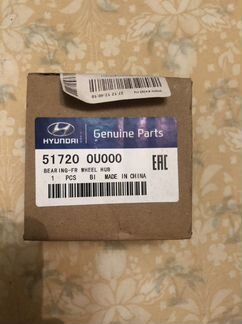 HYUNDAI
Genuine Parts
51720 0U000
EAC
BEARING-FR WHEEL HUB
1 PCS BI MADE IN CHINA